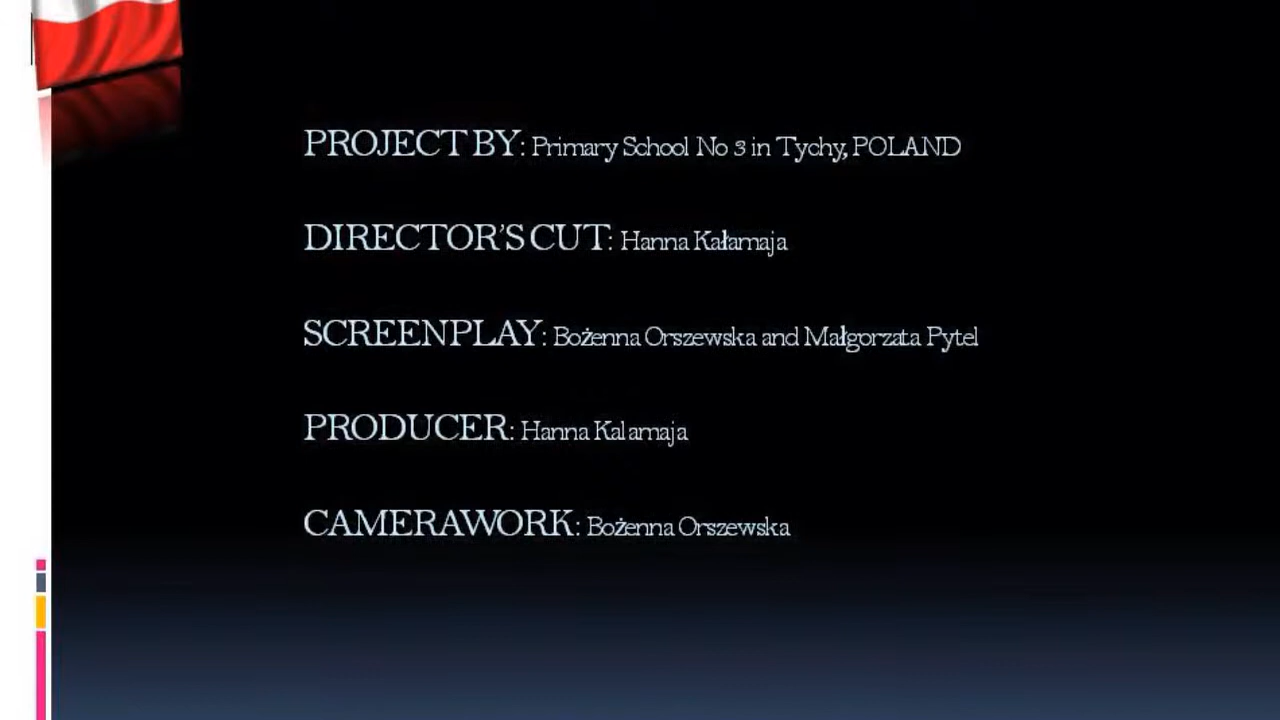 PROJECT BY: Primary School No 3 in Tychy, POLAND
DIRECTOR'S CUT: Hanna Kałamaja
SCREENPLAY: Bożenna Orszewska and Małgorzata Pytel
PRODUCER: Hanna Kalamaja
CAMERAWORK: Bożenna Orszewska